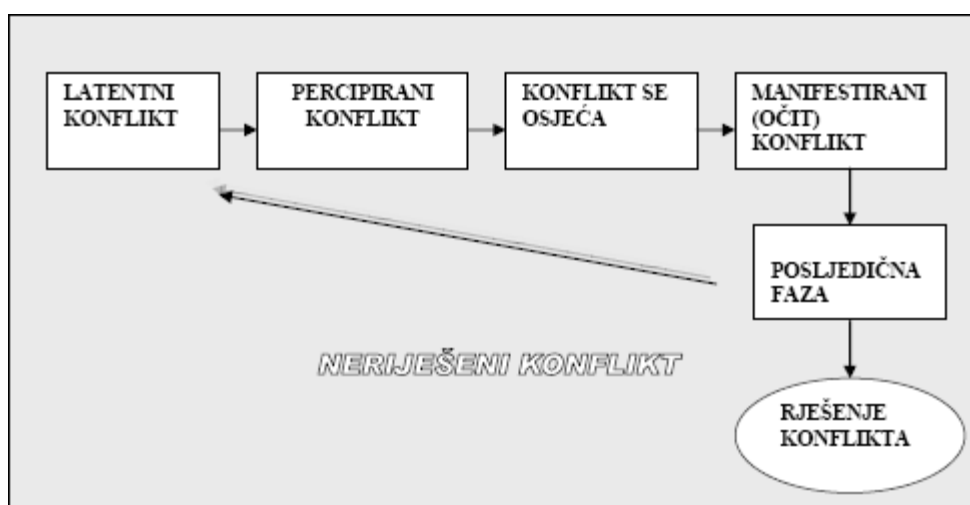 LATENTNI
KONFLIKT
PERCIPIRANI
KONFLIKT
KONFLIKT SE
OSJEĆA
MANIFESTIRANI
(OČIT)
KONFLIKT
POSLJEDIČNA
FAZA
NERIJEŠENI KONFLIKT
RJEŠENJE
KONFLIKTA